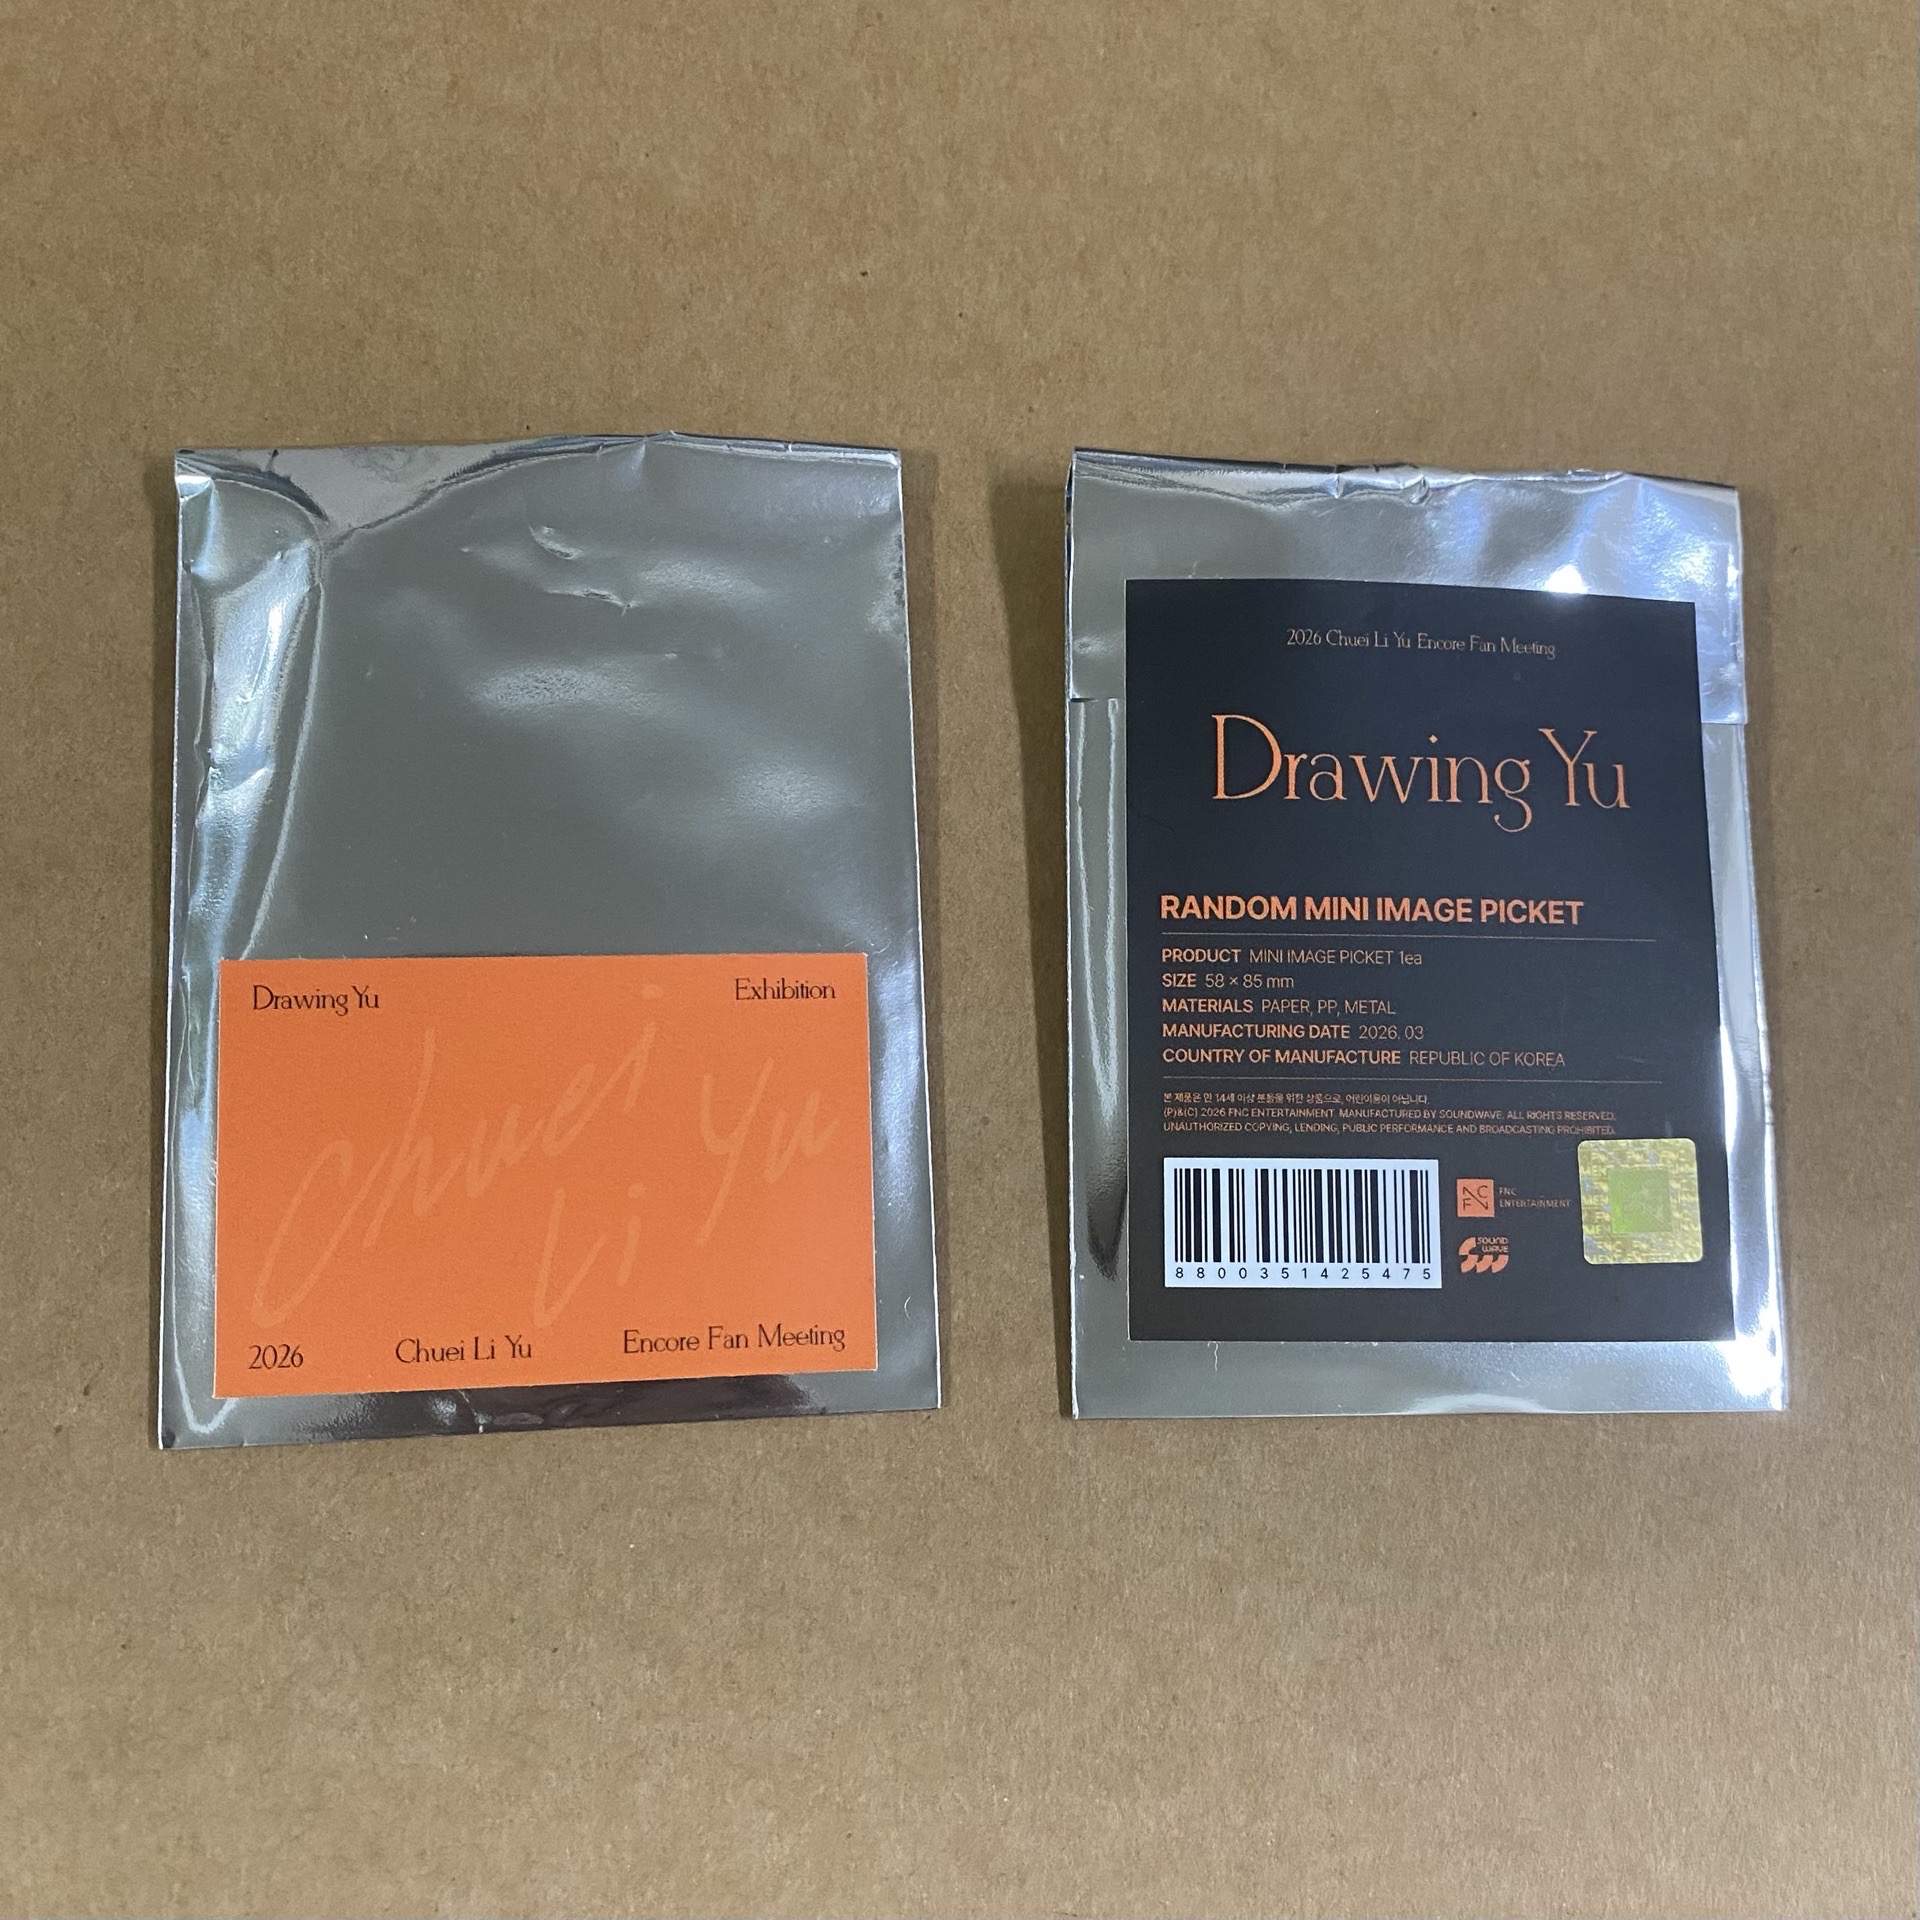 Drawing Yu
Exhibition
Chuei
Li Yu
2026
Chuei Li Yu
Encore Fan Meeting
2026 Chuei Li Yu Encore Fan Meeting
Drawing Yu
RANDOM MINI IMAGE PICKET
PRODUCT MINI IMAGE PICKET 1ea
SIZE 58 × 85 mm
MATERIALS PAPER, PP, METAL
MANUFACTURING DATE 2026. 03
COUNTRY OF MANUFACTURE REPUBLIC OF KOREA
본 제품은 만 14세 이상 분들을 위한 상품으로, 어린이용이 아닙니다.
(P)&(C) 2026 FNC ENTERTAINMENT. MANUFACTURED BY SOUNDWAVE. ALL RIGHTS RESERVED.
UNAUTHORIZED COPYING, LENDING, PUBLIC PERFORMANCE AND BROADCASTING PROHIBITED.
8800351425475
FNC
ENTERTAINMENT
SOUND
WAVE